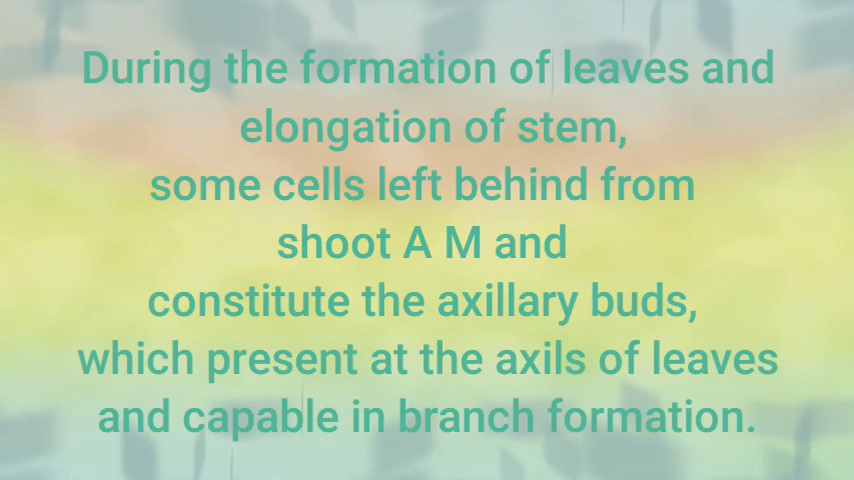 During the formation of leaves and
elongation of stem,
some cells left behind from
shoot A M and
constitute the axillary buds,
which present at the axils of leaves
and capable in branch formation.